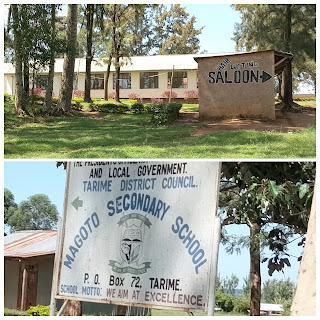 SALOON
THE PRESIDENT'S
AND LOCAL GOVERNMENT.
TARIME DISTRICT COUNCIL.
MAGOTO SECONDARY SCHOOL
P. O BOX 72, TARIME.
SCHOOL MOTTO: WE AIM AT EXCELLENCE.